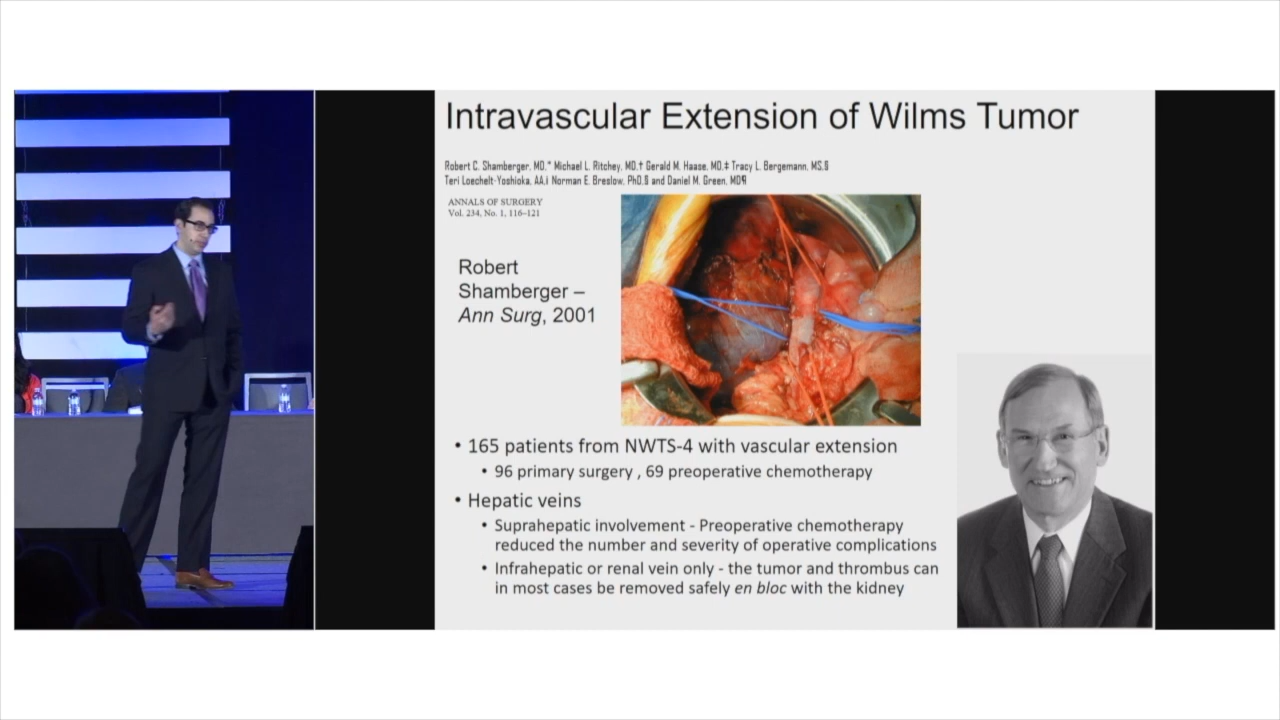 Intravascular Extension of Wilms Tumor
Robert C. Shamberger, MD,* Michael L. Ritchey, MD,† Gerald M. Haase, MD,‡ Tracy L. Bergemann, MS,§
Teri Loechelt-Yoshioka, AA,¶ Norman E. Breslow, PhD,§ and Daniel M. Green, MD¶
ANNALS OF SURGERY
Vol. 234, No. 1, 116–121
Robert
Shamberger –
Ann Surg, 2001
• 165 patients from NWTS-4 with vascular extension
• 96 primary surgery , 69 preoperative chemotherapy
• Hepatic veins
• Suprahepatic involvement - Preoperative chemotherapy
reduced the number and severity of operative complications
• Infrahepatic or renal vein only - the tumor and thrombus can
in most cases be removed safely en bloc with the kidney